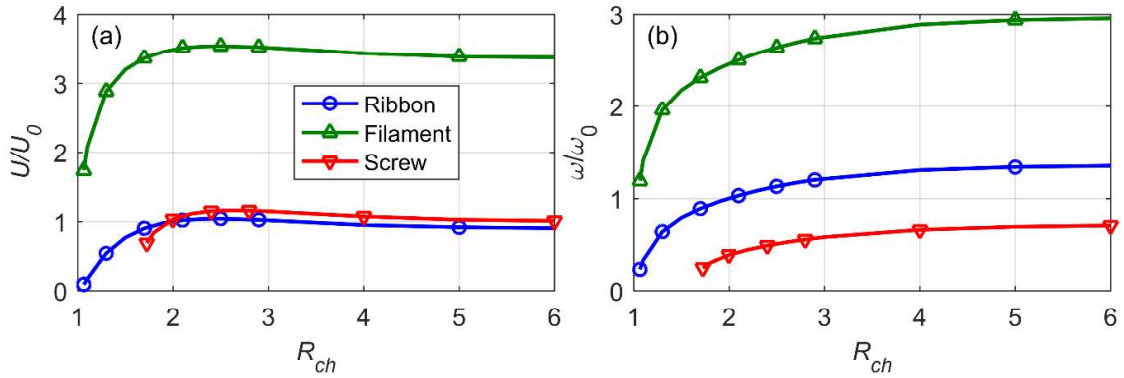 (a)
U/U0
4
3
2
1
0
Ribbon
Filament
Screw
1 2 3 4 5 6
Rch
(b)
ω/ω0
3
2
1
0
1 2 3 4 5 6
Rch